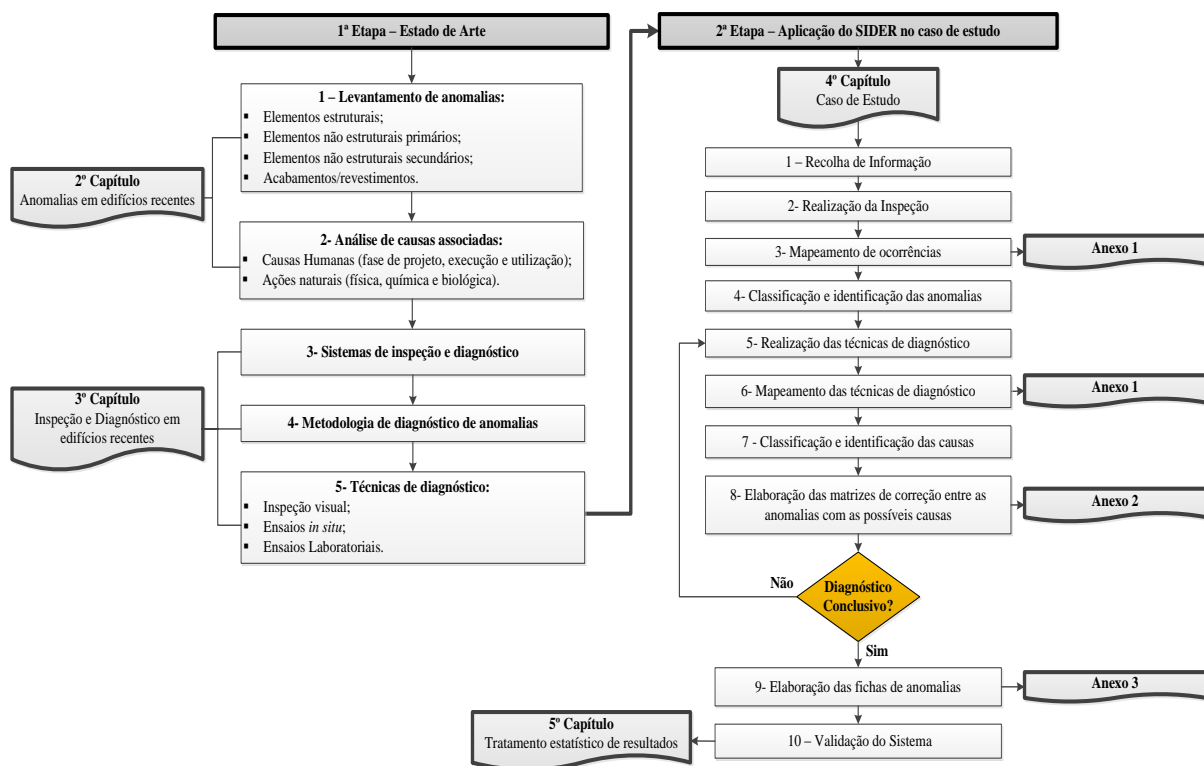 1ª Etapa – Estado de Arte
1 – Levantamento de anomalias:
▪ Elementos estruturais;
▪ Elementos não estruturais primários;
▪ Elementos não estruturais secundários;
▪ Acabamentos/revestimentos.
2º Capítulo
Anomalias em edifícios recentes
2- Análise de causas associadas:
▪ Causas Humanas (fase de projeto, execução e utilização);
▪ Ações naturais (física, química e biológica).
3- Sistemas de inspeção e diagnóstico
3º Capítulo
Inspeção e Diagnóstico em
edifícios recentes
4- Metodologia de diagnóstico de anomalias
5- Técnicas de diagnóstico:
▪ Inspeção visual;
▪ Ensaios in situ;
▪ Ensaios Laboratoriais.
2ª Etapa – Aplicação do SIDER no caso de estudo
4º Capítulo
Caso de Estudo
1 – Recolha de Informação
2- Realização da Inspeção
3- Mapeamento de ocorrências
Anexo 1
4- Classificação e identificação das anomalias
5- Realização das técnicas de diagnóstico
6- Mapeamento das técnicas de diagnóstico
Anexo 1
7 - Classificação e identificação das causas
8- Elaboração das matrizes de correção entre as
anomalias com as possíveis causas
Anexo 2
Não
Diagnóstico
Conclusivo?
Sim
9- Elaboração das fichas de anomalias
Anexo 3
10 – Validação do Sistema
5º Capítulo
Tratamento estatístico de resultados